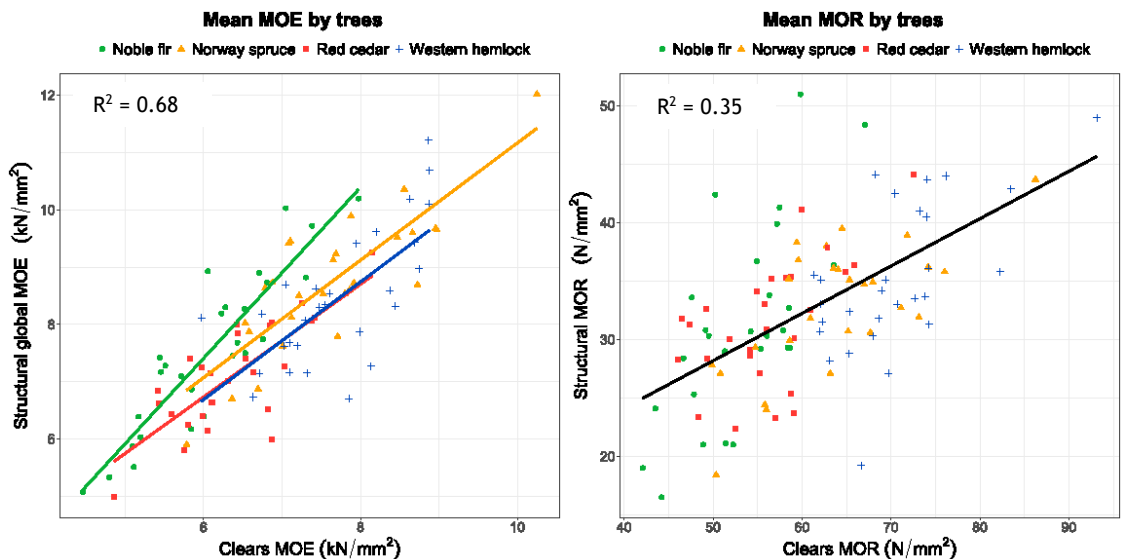 Mean MOE by trees
Noble fir Norway spruce Red cedar Western hemlock
R² = 0.68
12
10
8
6
Structural global MOE (kN/mm²)
6 8 10
Clears MOE (kN/mm²)
Mean MOR by trees
Noble fir Norway spruce Red cedar Western hemlock
R² = 0.35
50
40
30
20
Structural MOR (N/mm²)
40 50 60 70 80 90
Clears MOR (N/mm²)